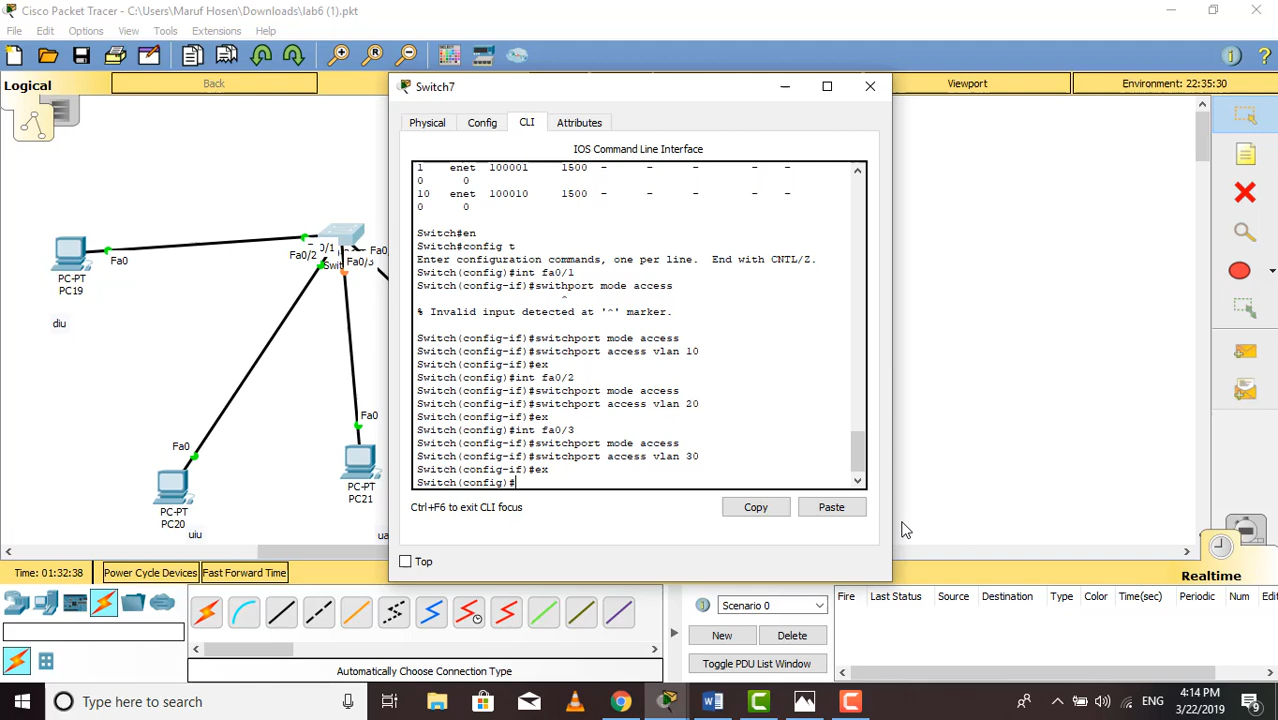 Cisco Packet Tracer - C:\Users\Maruf Hosen\Downloads\lab6 (1).pkt
File Edit Options View Tools Extensions Help
Logical Back Viewport Environment: 22:35:30
Switch7
Physical Config CLI Attributes
IOS Command Line Interface
1 enet 100001 1500 - - - - -
0 0
10 enet 100010 1500 - - - - -
0 0
Switch#en
Switch#config t
Enter configuration commands, one per line. End with CNTL/Z.
Switch(config)#int fa0/1
Switch(config-if)#swithport mode access
^
% Invalid input detected at '^' marker.
Switch(config-if)#switchport mode access
Switch(config-if)#switchport access vlan 10
Switch(config-if)#ex
Switch(config)#int fa0/2
Switch(config-if)#switchport mode access
Switch(config-if)#switchport access vlan 20
Switch(config-if)#ex
Switch(config)#int fa0/3
Switch(config-if)#switchport mode access
Switch(config-if)#switchport access vlan 30
Switch(config-if)#ex
Switch(config)#
Ctrl+F6 to exit CLI focus
Copy Paste
Top
Fa0
PC-PT
PC19
diu
Fa0/2
Fa0/3
Fa0
PC-PT
PC20
uiu
Fa0
PC-PT
PC21
Time: 01:32:38 Power Cycle Devices Fast Forward Time
Realtime
Automatically Choose Connection Type
Scenario 0
New Delete
Toggle PDU List Window
Fire Last Status Source Destination Type Color Time(sec) Periodic Num Edit
Type here to search
ENG
4:14 PM
3/22/2019
9